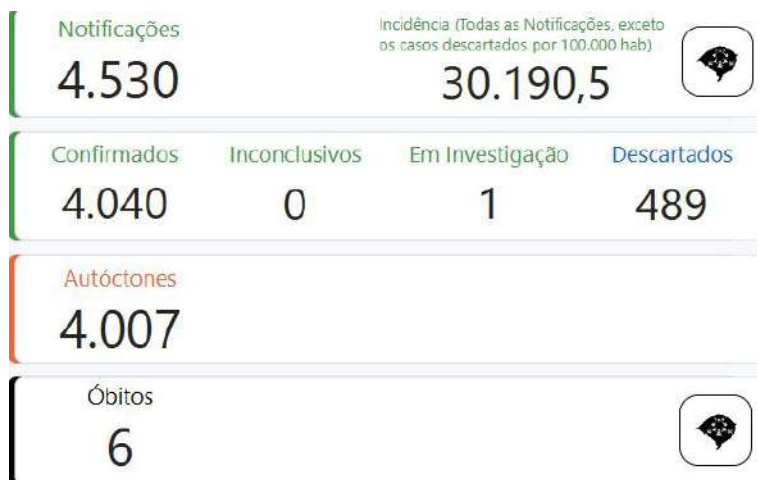 Notificações
4.530
Incidência (Todas as Notificações, exceto
os casos descartados por 100.000 hab)
30.190,5
Confirmados
4.040
Inconclusivos
0
Em Investigação
1
Descartados
489
Autóctones
4.007
Óbitos
6